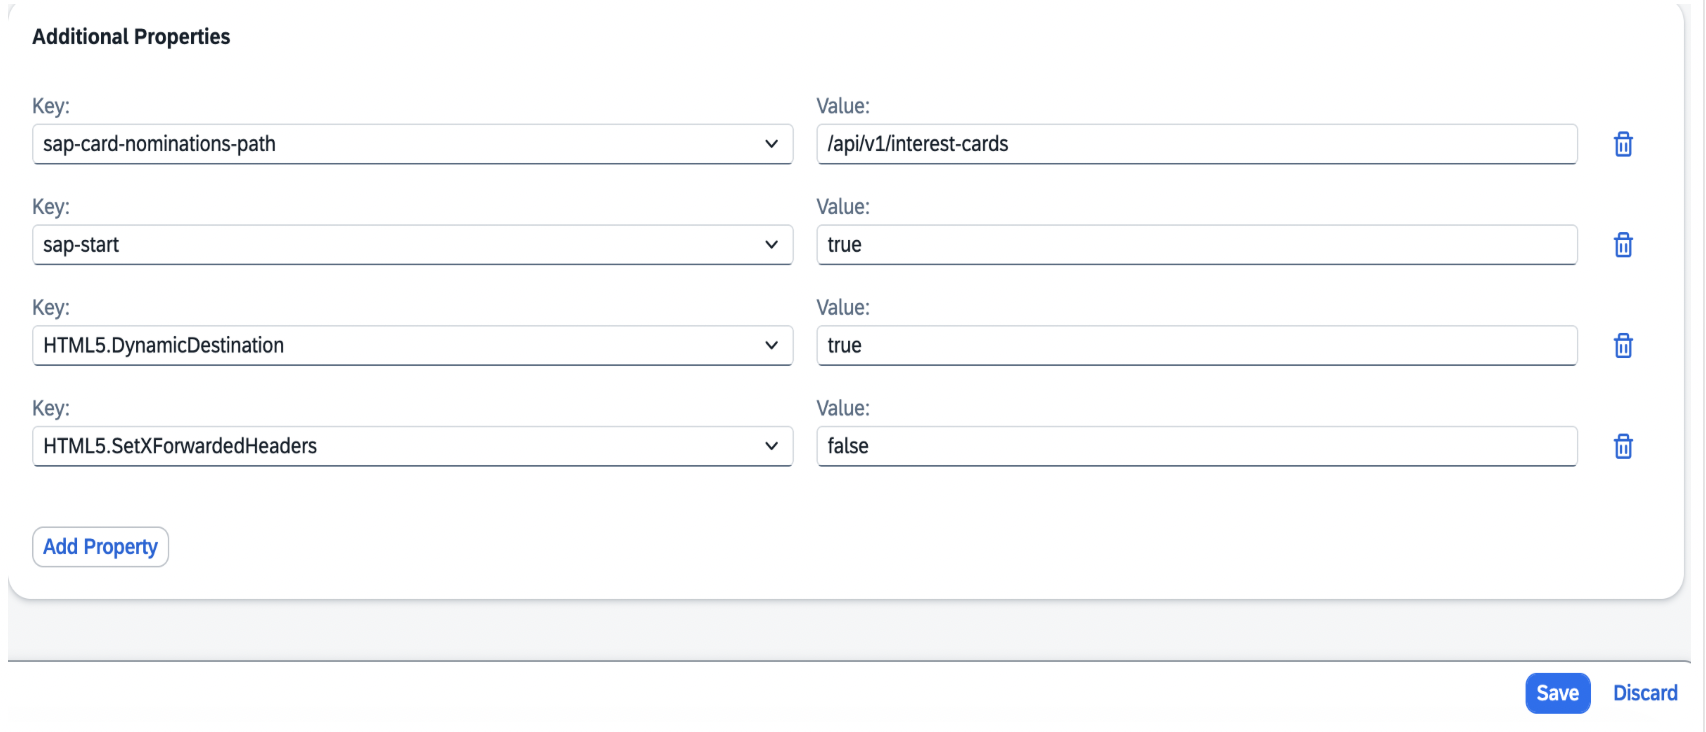 Additional Properties
Key: Value:
sap-card-nominations-path /api/v1/interest-cards
Key: Value:
sap-start true
Key: Value:
HTML5.DynamicDestination true
Key: Value:
HTML5.SetXForwardedHeaders false
Add Property
Save Discard